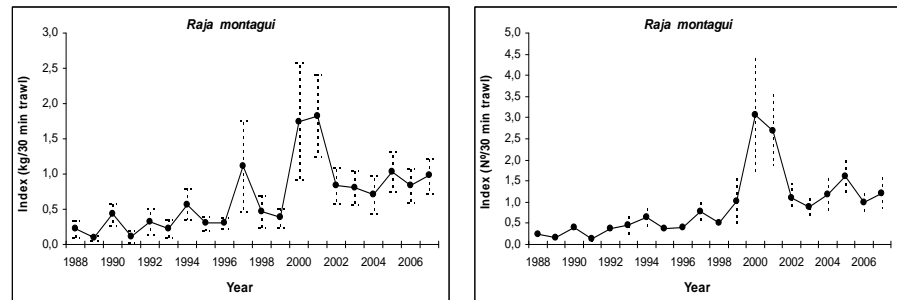 Raja montagui
Index (kg/30 min trawl)
3,0
2,5
2,0
1,5
1,0
0,5
0,0
1988 1990 1992 1994 1996 1998 2000 2002 2004 2006
Year
Raja montagui
Index (Nº/30 min trawl)
5,0
4,5
4,0
3,5
3,0
2,5
2,0
1,5
1,0
0,5
0,0
1988 1990 1992 1994 1996 1998 2000 2002 2004 2006
Year